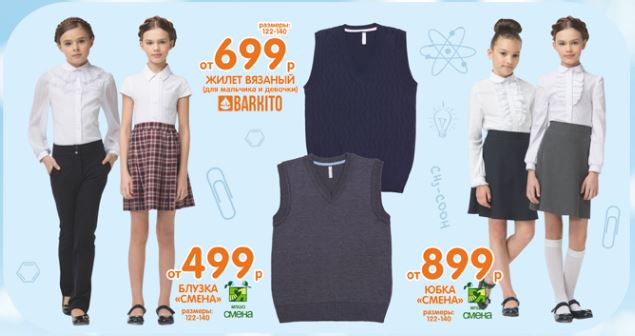 размеры:
122-140
от 699 р
ЖИЛЕТ ВЯЗАНЫЙ
(для мальчика и девочки)
BARKITO
CH₃-COOH
от 499 р
БЛУЗКА
«СМЕНА»
размеры:
122-140
СМЕНА
от 899 р
ЮБКА
«СМЕНА»
размеры:
122-140
СМЕНА